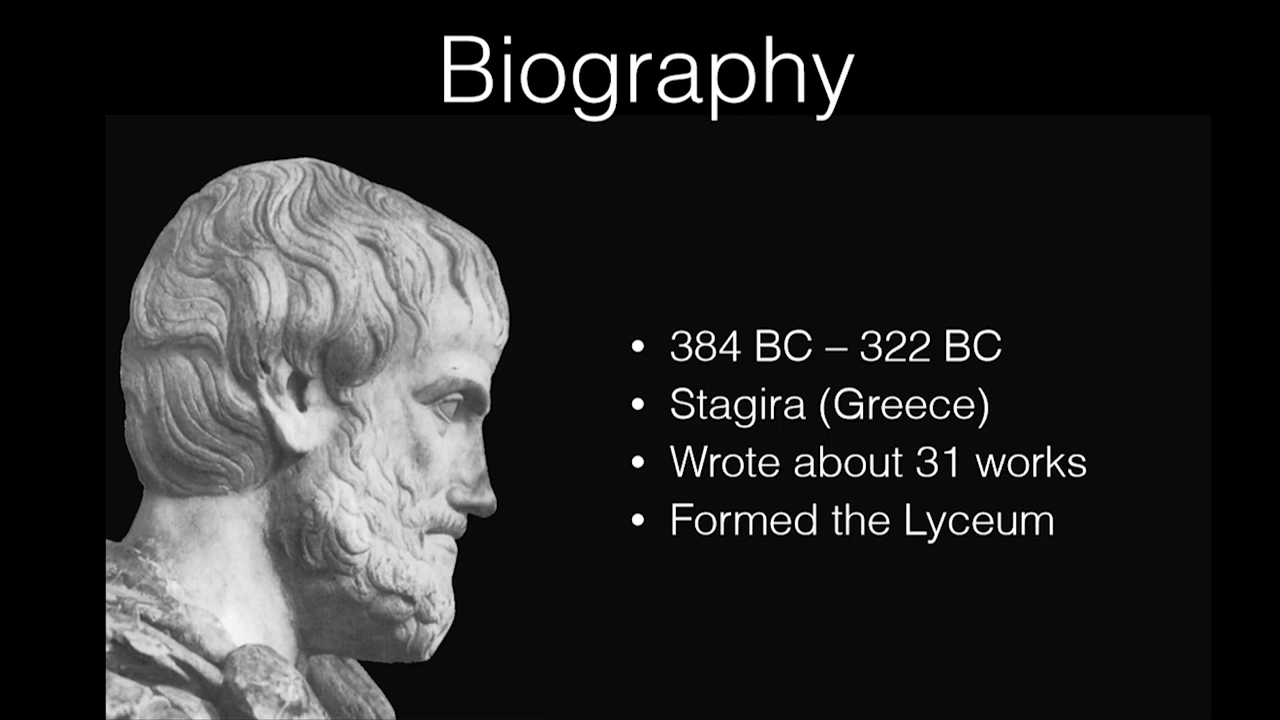 Biography
• 384 BC – 322 BC
• Stagira (Greece)
• Wrote about 31 works
• Formed the Lyceum